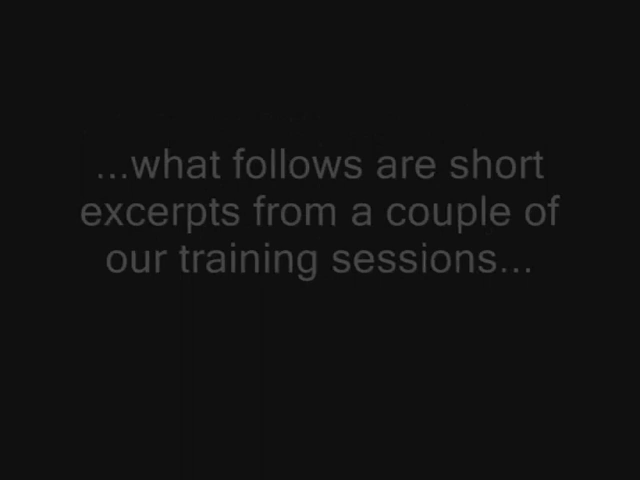 ...what follows are short
excerpts from a couple of
our training sessions...